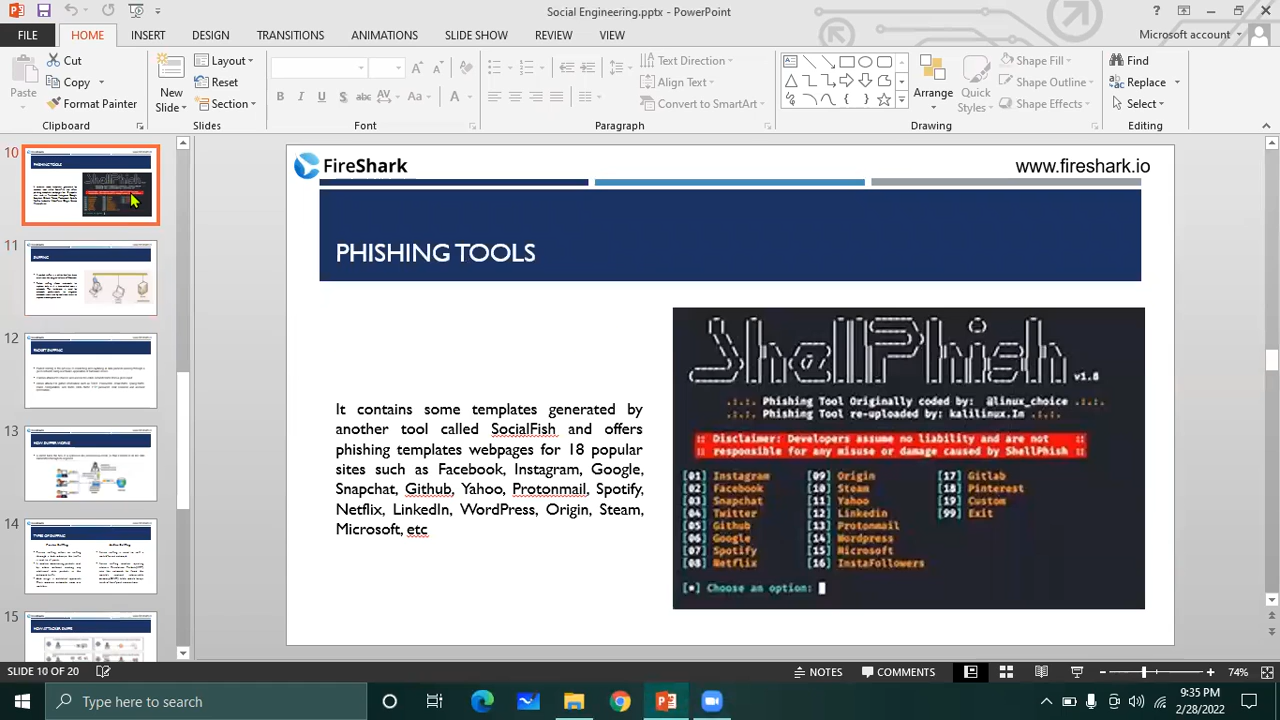 Social Engineering.pptx - PowerPoint
FILE HOME INSERT DESIGN TRANSITIONS ANIMATIONS SLIDE SHOW REVIEW VIEW Microsoft account
Paste
Cut
Copy
Format Painter
Clipboard
New Slide
Layout
Reset
Section
Slides
Font
Text Direction
Align Text
Convert to SmartArt
Paragraph
Arrange
Quick Styles
Shape Fill
Shape Outline
Shape Effects
Drawing
Find
Replace
Select
Editing
10
PHISHING TOOLS
11
12
13
14
15
FireShark
www.fireshark.io
PHISHING TOOLS
It contains some templates generated by
another tool called SocialFish and offers
phishing templates webpages for 18 popular
sites such as Facebook, Instagram, Google,
Snapchat, Github, Yahoo, Protonmail, Spotify,
Netflix, LinkedIn, WordPress, Origin, Steam,
Microsoft, etc
ShellPhish
v1.8
.:.:. Phishing Tool Originally coded by: @linux_choice .:.:.
Phishing Tool re-uploaded by: kalilinux.In .:.:.
:: Disclaimer: Developers assume no liability and are not ::
:: responsible for any misuse or damage caused by ShellPhish ::
[01] Instagram [09] Origin [17] Gitlab
[02] Facebook [10] Steam [18] Pinterest
[03] Snapchat [11] Yahoo [19] Custom
[04] Twitter [12] Linkedin [99] Exit
[05] Github [13] Protonmail
[06] Google [14] Wordpress
[07] Spotify [15] Microsoft
[08] Netflix [16] InstaFollowers
[*] Choose an option:
SLIDE 10 OF 20
NOTES COMMENTS 74%
Type here to search
9:35 PM
2/28/2022